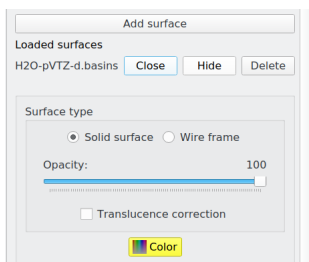 Add surface
Loaded surfaces
H2O-pVTZ-d.basins Close Hide Delete
Surface type
Solid surface Wire frame
Opacity: 100
Translucence correction
Color